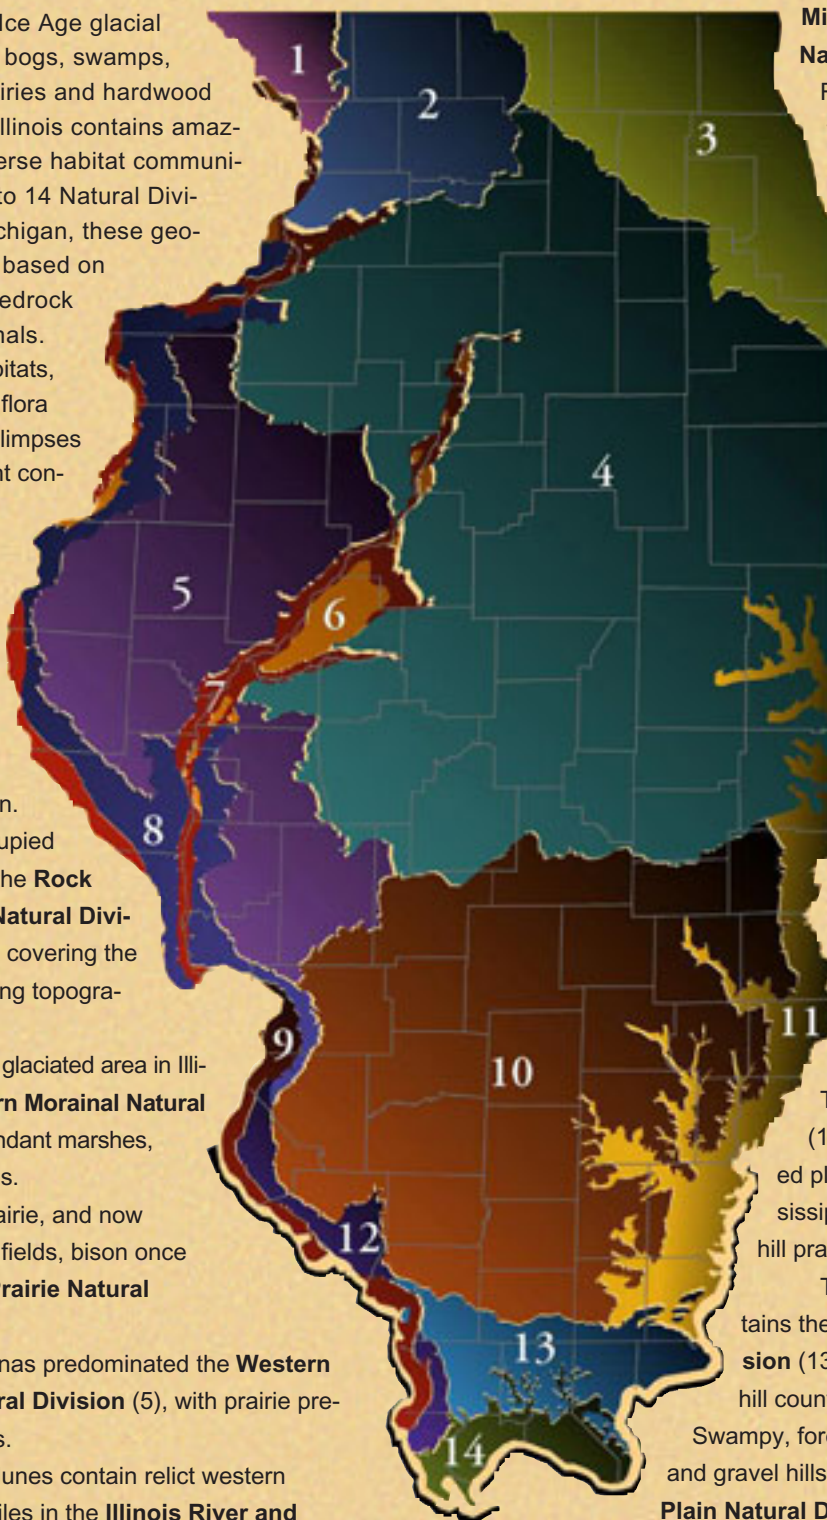 Ice Age glacial
bogs, swamps,
iries and hardwood
llinois contains amaz-
erse habitat communi-
to 14 Natural Divi-
chigan, these geo-
based on
edrock
nals.
bitats,
flora
limpses
nt con-
n.
upied
he Rock
Natural Divi-
covering the
ng topogra-
glaciated area in Illi-
rn Morainal Natural
ndant marshes,
s.
airie, and now
fields, bison once
Prairie Natural
nas predominated the Western
ural Division (5), with prairie pre-
s.
unes contain relict western
iles in the Illinois River and
1
2
3
4
5
6
7
8
9
10
11
12
13
14
Mi
Na
F
T
(1
ed pl
sissip
hill pra
T
tains the
sion (13
hill coun
Swampy, fore
and gravel hills
Plain Natural D